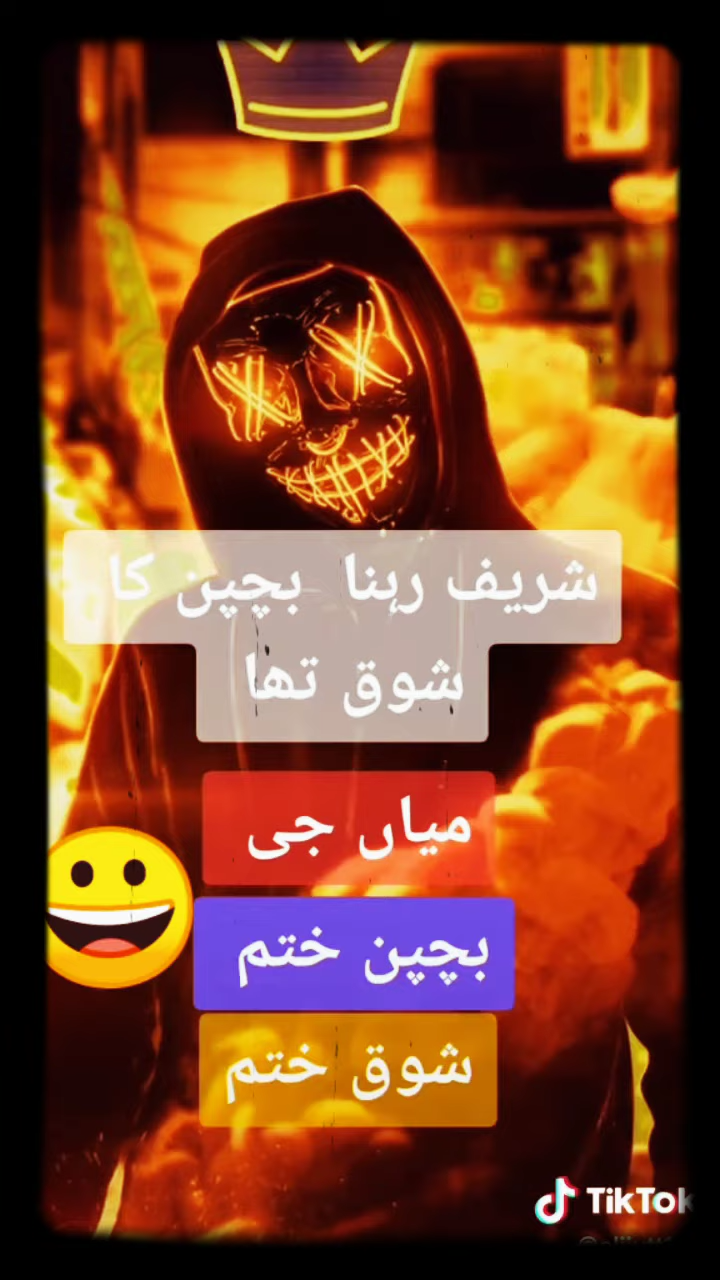 شریف رہنا بچپن کا
شوق تھا
میاں جی
بچپن ختم
شوق ختم
TikTok